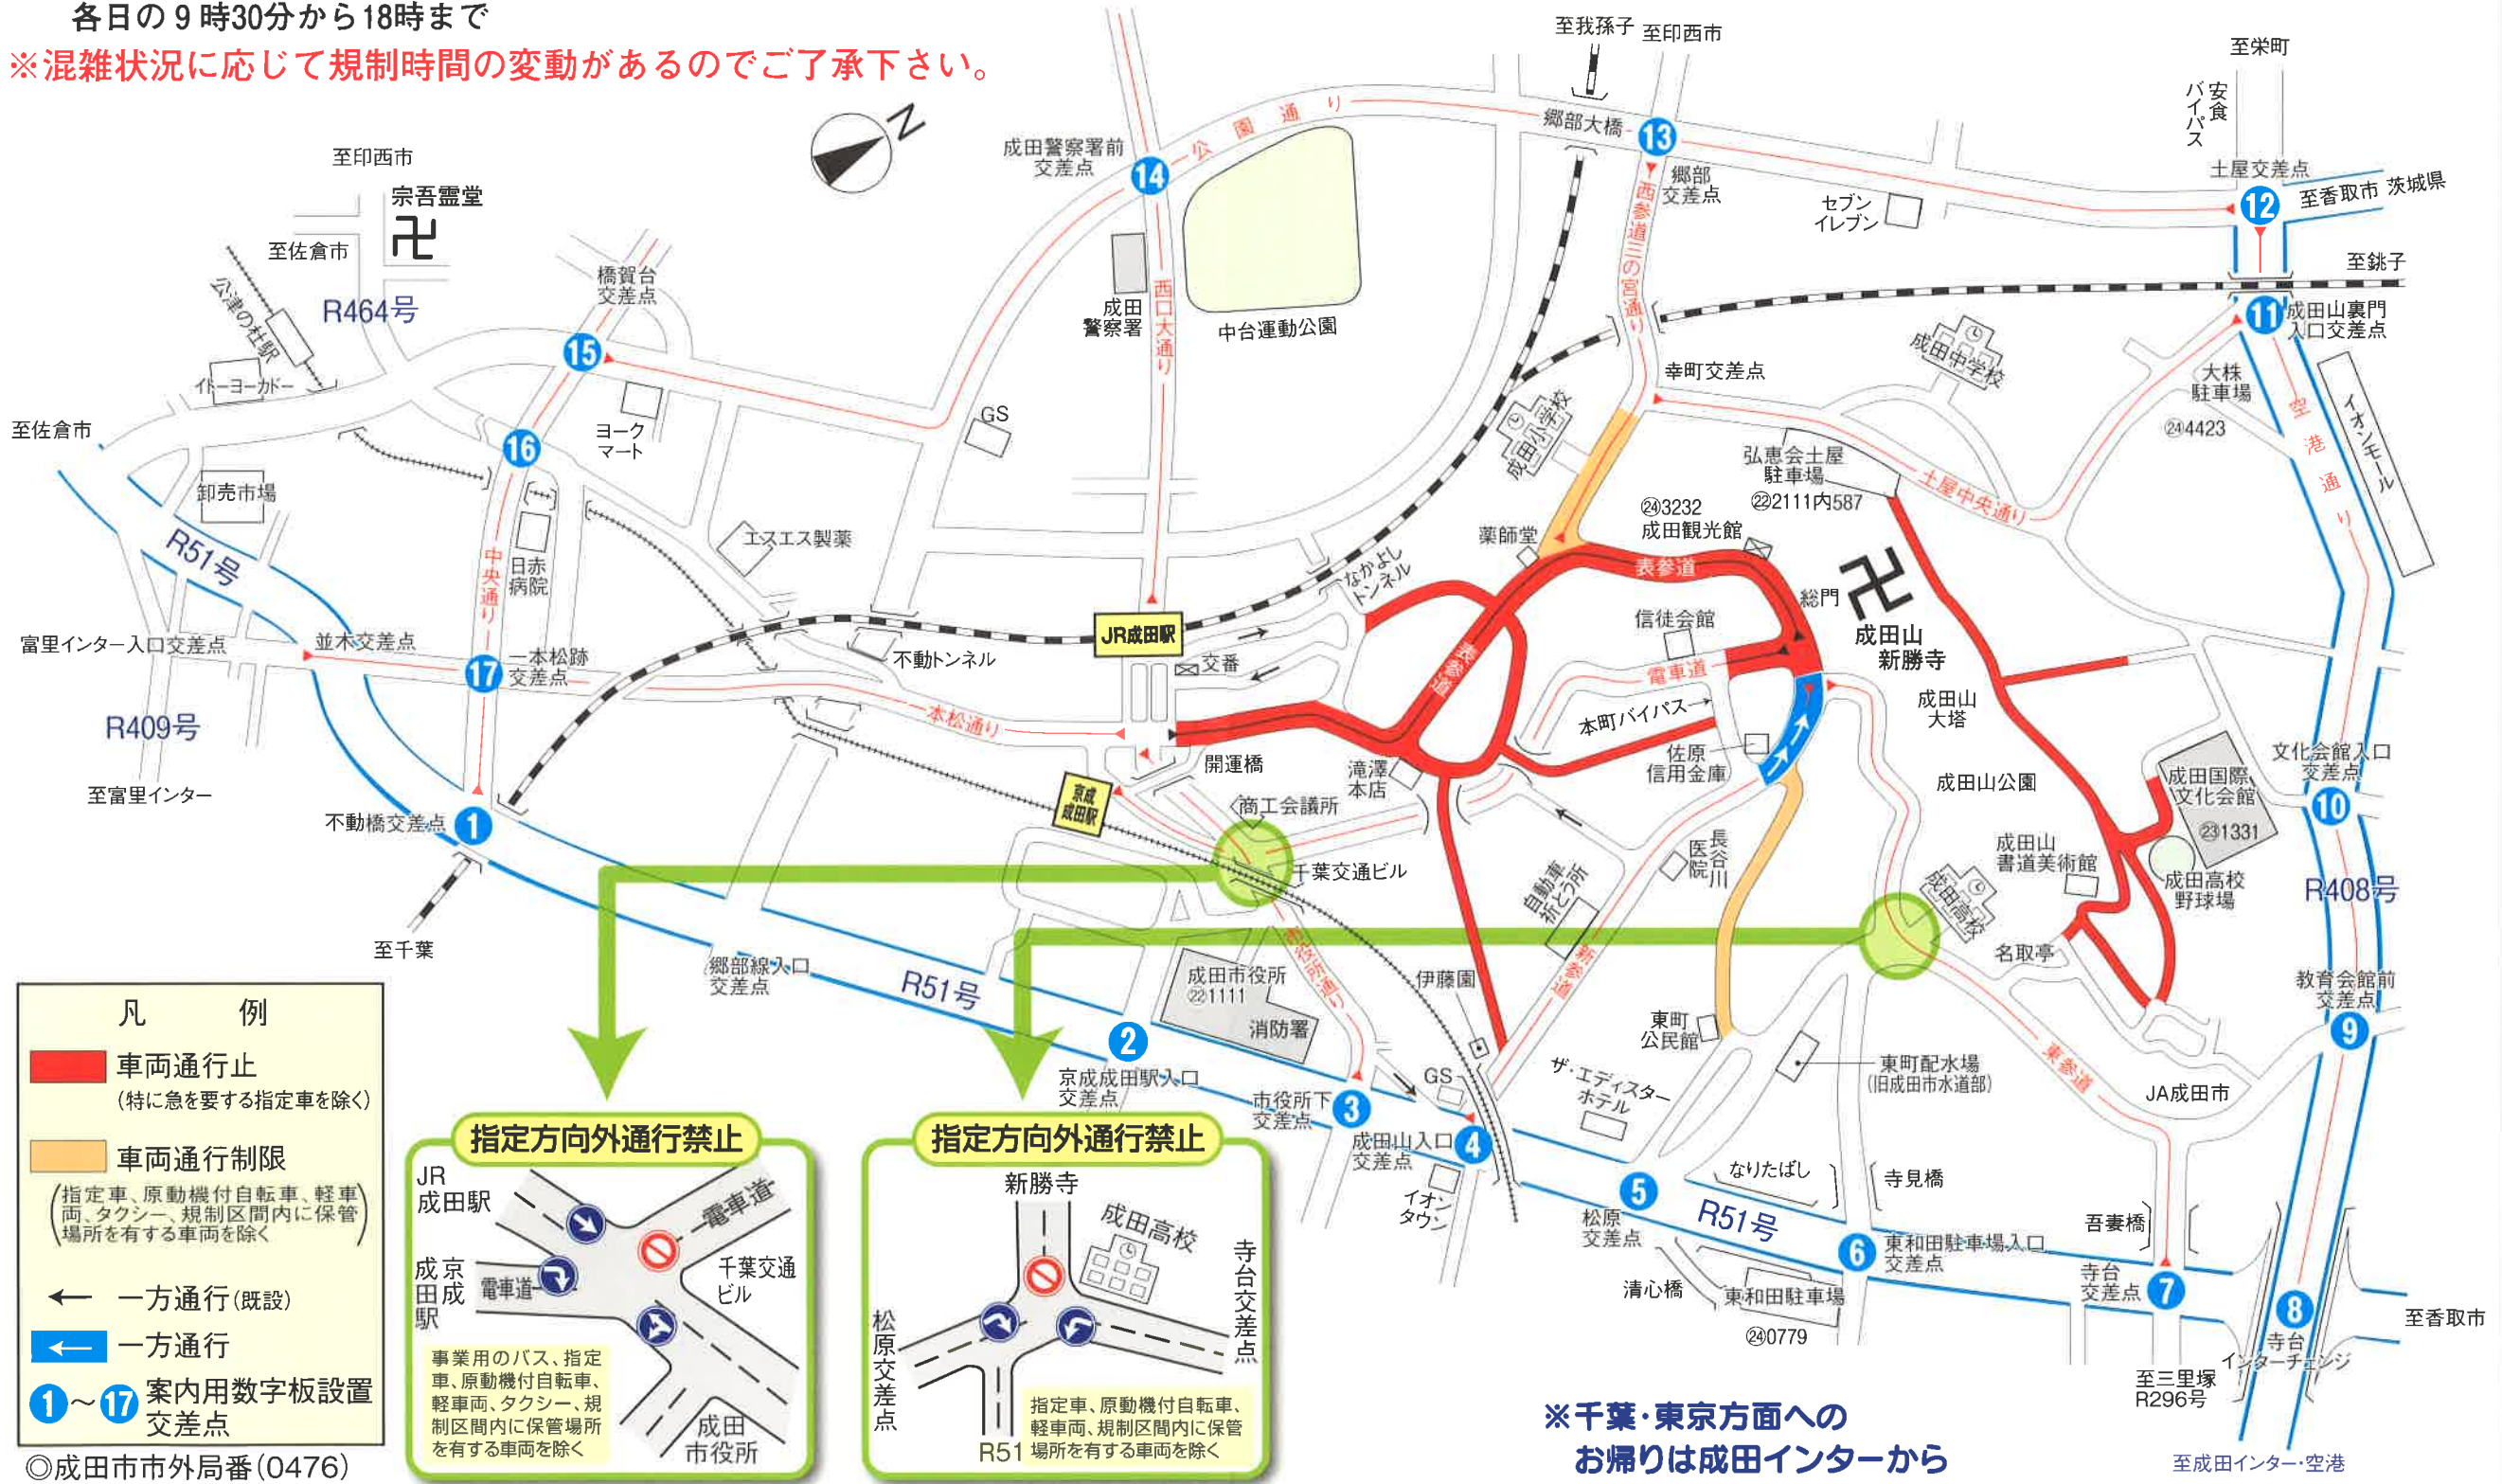 各日の9時30分から18時まで
※混雑状況に応じて規制時間の変動があるのでご了承下さい。
N
至我孫子
至印西市
至栄町
安食
バイパス
公園通り
郷部大橋
13
郷部
交差点
成田警察署前
交差点
14
土屋交差点
12
至香取市 茨城県
セブン
イレブン
至印西市
宗吾霊堂
卍
至佐倉市
公津の杜駅
R464号
イトーヨーカドー
橋賀台
交差点
15
成田
警察署
西口大通り
中台運動公園
西参道三の宮通り
至銚子
11
成田山裏門
入口交差点
成田中学校
幸町交差点
大株
駐車場
㉔4423
空港通り
イオンモール
至佐倉市
16
ヨーク
マート
GS
成田小学校
弘恵会土屋
駐車場
㉒2111内587
土屋中央通り
卸売市場
R51号
中央通り
日赤
病院
エスエス製薬
薬師堂
㉔3232
成田観光館
表参道
なかよし
トンネル
総門
卍
成田山
新勝寺
信徒会館
電車道
JR成田駅
交番
不動トンネル
富里インター入口交差点
並木交差点
17
一本松跡
交差点
一本松通り
表参道
本町バイパス
成田山
大塔
R409号
至富里インター
開運橋
滝澤
本店
佐原
信用金庫
成田山公園
文化会館入口
交差点
10
成田国際
文化会館
㉓1331
京成
成田駅
商工会議所
不動橋交差点
1
千葉交通ビル
長谷川
医院
自動車
祈とう所
成田山
書道美術館
成田高校
野球場
R408号
成田高校
至千葉
郷部線入口
交差点
R51号
市役所通り
成田市役所
㉒1111
消防署
伊藤園
新参道
名取亭
教育会館前
交差点
9
東町
公民館
2
京成成田駅入口
交差点
東町配水場
(旧成田市水道部)
東参道
JA成田市
GS
ザ・エディスター
ホテル
市役所下
交差点
3
成田山入口
交差点
4
イオン
タウン
なりたばし
寺見橋
5
松原
交差点
R51号
吾妻橋
6
東和田駐車場入口
交差点
清心橋
東和田駐車場
㉔0779
寺台
交差点
7
8
寺台
インターチェンジ
至香取市
至三里塚
R296号
至成田インター・空港
※千葉・東京方面への
お帰りは成田インターから
凡例
車両通行止
(特に急を要する指定車を除く)
車両通行制限
(指定車、原動機付自転車、軽車
両、タクシー、規制区間内に保管
場所を有する車両を除く)
一方通行(既設)
一方通行
1〜17 案内用数字板設置
交差点
◎成田市市外局番(0476)
指定方向外通行禁止
JR
成田駅
電車道
京成
成田駅
電車道
千葉交通
ビル
成田
市役所
事業用のバス、指定
車、原動機付自転車、
軽車両、タクシー、規
制区間内に保管場所
を有する車両を除く
指定方向外通行禁止
新勝寺
成田高校
寺台交差点
松原交差点
R51
指定車、原動機付自転車、
軽車両、規制区間内に保管
場所を有する車両を除く